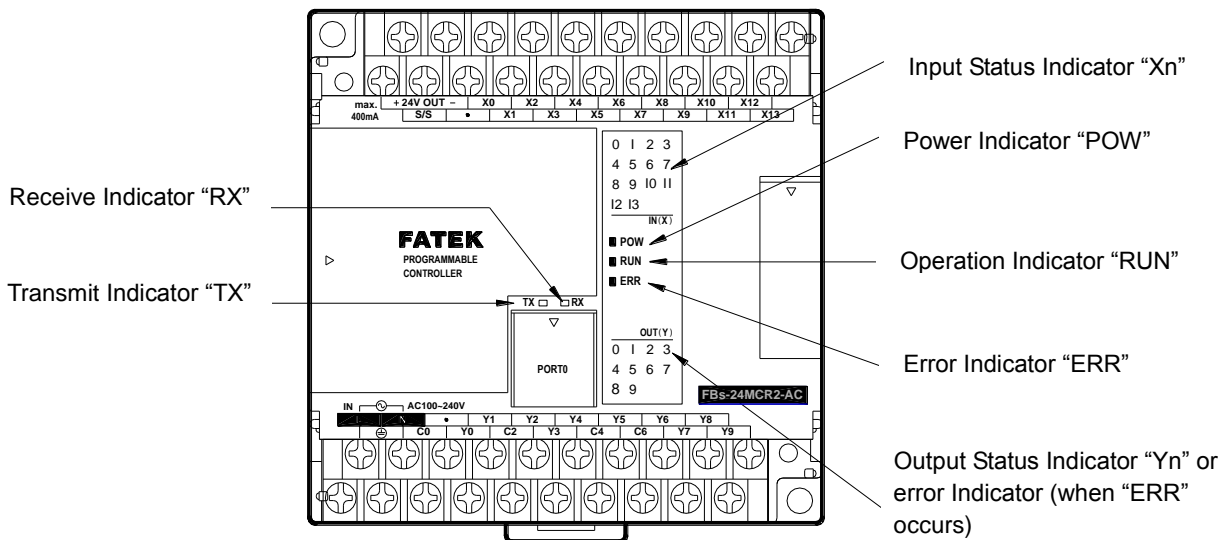 + 24V OUT – X0 X2 X4 X6 X8 X10 X12
max. 400mA
S/S • X1 X3 X5 X7 X9 X11 X13
Input Status Indicator “Xn”
Power Indicator “POW”
Operation Indicator “RUN”
Error Indicator “ERR”
Output Status Indicator “Yn” or
error Indicator (when “ERR”
occurs)
Receive Indicator “RX”
Transmit Indicator “TX”
FATEK
PROGRAMMABLE
CONTROLLER
TX RX
PORT0
0 1 2 3
4 5 6 7
8 9 10 11
12 13
IN(X)
POW
RUN
ERR
OUT(Y)
0 1 2 3
4 5 6 7
8 9
FBs-24MCR2-AC
IN AC100~240V
• Y1 Y2 Y4 Y5 Y6 Y8
C0 Y0 C2 Y3 C4 C6 Y7 Y9